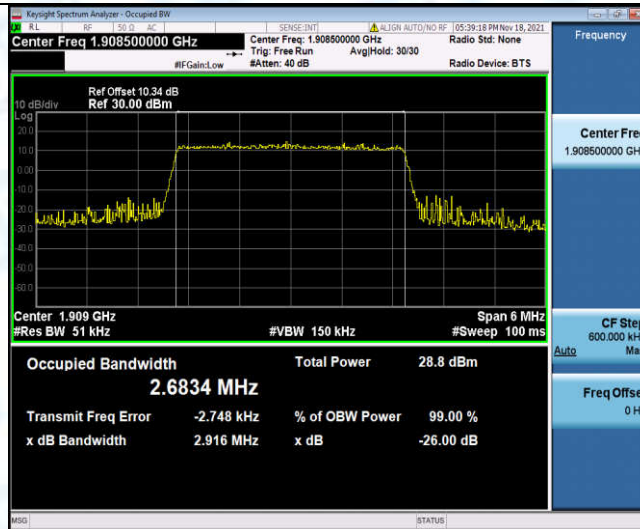 Keysight Spectrum Analyzer - Occupied BW
RL RF 50 Ω AC SENSE:INT ALIGN AUTO/NO RF 05:39:18 PM Nov 18, 2021
Center Freq 1.908500000 GHz
Center Freq: 1.908500000 GHz
Radio Std: None
Trig: Free Run Avg|Hold: 30/30
#IFGain:Low #Atten: 40 dB Radio Device: BTS
Ref Offset 10.34 dB
10 dB/div Ref 30.00 dBm
Log
20.0
10.0
0.00
-10.0
-20.0
-30.0
-40.0
-50.0
-60.0
Center 1.909 GHz Span 6 MHz
#Res BW 51 kHz #VBW 150 kHz #Sweep 100 ms
Occupied Bandwidth Total Power 28.8 dBm
2.6834 MHz
Transmit Freq Error -2.748 kHz % of OBW Power 99.00 %
x dB Bandwidth 2.916 MHz x dB -26.00 dB
MSG STATUS
Frequency
Center Fre
1.908500000 GH
CF Ste
600.000 kH
Auto Ma
Freq Offse
0 H